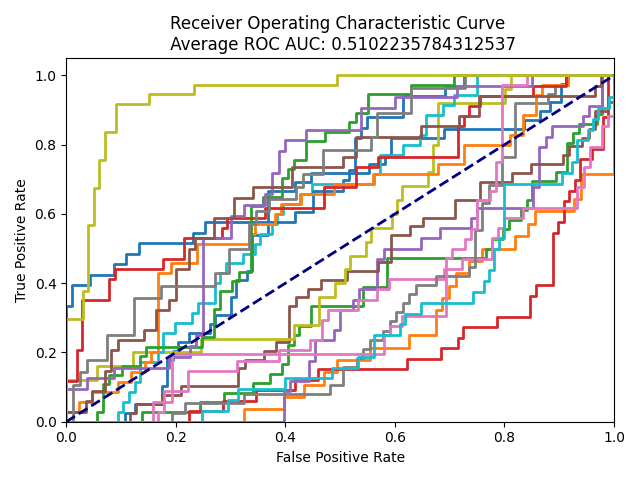 Receiver Operating Characteristic Curve
Average ROC AUC: 0.5102235784312537
1.0
0.8
0.6
0.4
0.2
0.0
True Positive Rate
0.0 0.2 0.4 0.6 0.8 1.0
False Positive Rate